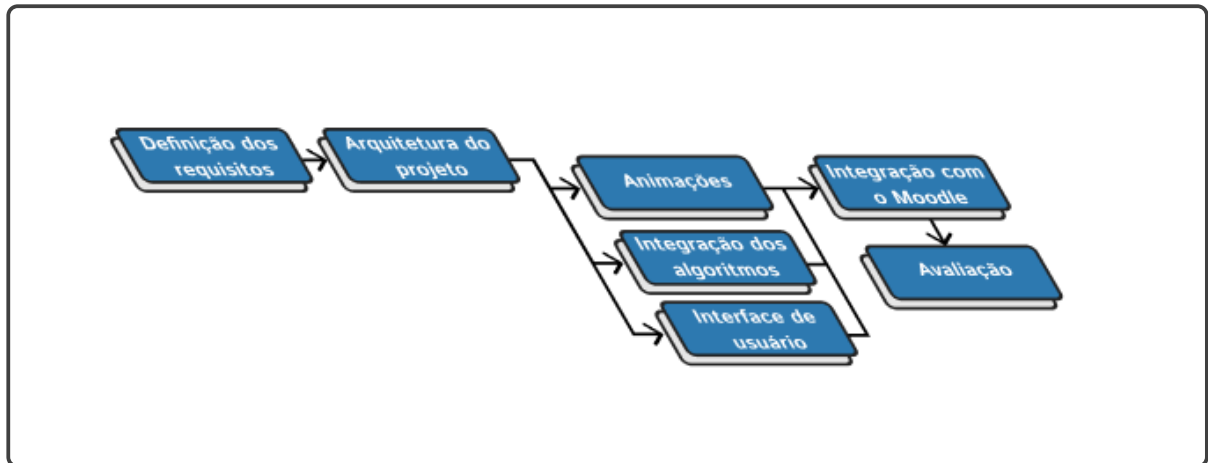 Definição dos
requisitos
Arquitetura do
projeto
Animações
Integração dos
algoritmos
Interface de
usuário
Integração com
o Moodle
Avaliação